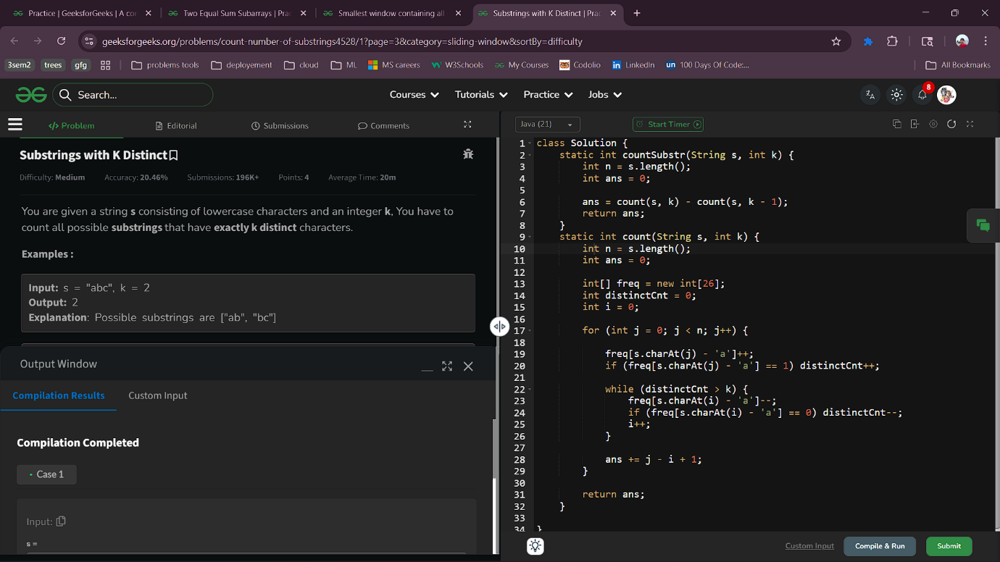 Practice | GeeksforGeeks | A co
Two Equal Sum Subarrays | Prac
Smallest window containing all
Substrings with K Distinct | Prac
geeksforgeeks.org/problems/count-number-of-substrings4528/1?page=3&category=sliding-window&sortBy=difficulty
3sem2 trees gfg problems tools deployement cloud ML MS careers W3Schools My Courses Codolio LinkedIn 100 Days Of Code:... All Bookmarks
Search... Courses Tutorials Practice Jobs 8
Problem Editorial Submissions Comments
Substrings with K Distinct
Difficulty: Medium Accuracy: 20.46% Submissions: 196K+ Points: 4 Average Time: 20m
You are given a string s consisting of lowercase characters and an integer k, You have to
count all possible substrings that have exactly k distinct characters.
Examples :
Input: s = "abc", k = 2
Output: 2
Explanation: Possible substrings are ["ab", "bc"]
Output Window
Compilation Results Custom Input
Compilation Completed
Case 1
Input:
s =
Java (21) Start Timer
1 class Solution {
2 static int countSubstr(String s, int k) {
3 int n = s.length();
4 int ans = 0;
5
6 ans = count(s, k) - count(s, k - 1);
7 return ans;
8 }
9 static int count(String s, int k) {
10 int n = s.length();
11 int ans = 0;
12
13 int[] freq = new int[26];
14 int distinctCnt = 0;
15 int i = 0;
16
17 for (int j = 0; j < n; j++) {
18
19 freq[s.charAt(j) - 'a']++;
20 if (freq[s.charAt(j) - 'a'] == 1) distinctCnt++;
21
22 while (distinctCnt > k) {
23 freq[s.charAt(i) - 'a']--;
24 if (freq[s.charAt(i) - 'a'] == 0) distinctCnt--;
25 i++;
26 }
27
28 ans += j - i + 1;
29 }
30
31 return ans;
32 }
33
34 }
Custom Input Compile & Run Submit